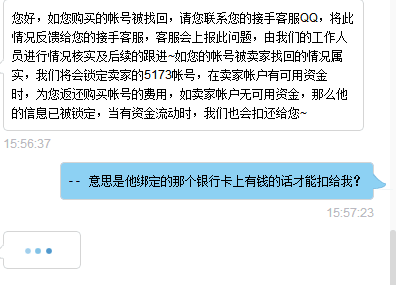 您好，如您购买的帐号被找回，请您联系您的接手客服QQ，将此
情况反馈给您的接手客服，客服会上报此问题，由我们的工作人
员进行情况核实及后续的跟进~如您的帐号被卖家找回的情况属
实，我们将会锁定卖家的5173帐号，在卖家帐户有可用资金
时，为您返还购买帐号的费用，如卖家帐户无可用资金，那么他
的信息已被锁定，当有资金流动时，我们也会扣还给您~
15:56:37
-- 意思是他绑定的那个银行卡上有钱的话才能扣给我？
15:57:23